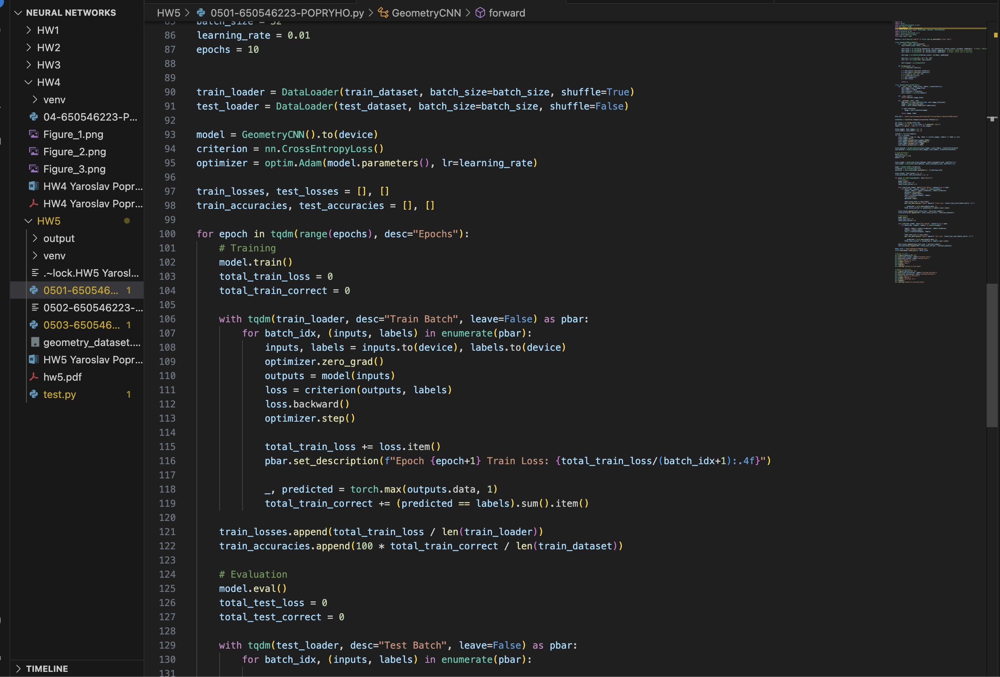 NEURAL NETWORKS
HW1
HW2
HW3
HW4
venv
04-650546223-P...
Figure_1.png
Figure_2.png
Figure_3.png
HW4 Yaroslav Popr...
HW4 Yaroslav Popr...
HW5
output
venv
.~lock.HW5 Yarosl...
0501-650546... 1
0502-650546223-...
0503-650546... 1
geometry_dataset....
HW5 Yaroslav Popr...
hw5.pdf
test.py 1
TIMELINE
HW5 > 0501-650546223-POPRYHO.py > GeometryCNN > forward
85 batch_size = 32
86 learning_rate = 0.01
87 epochs = 10
88
89
90 train_loader = DataLoader(train_dataset, batch_size=batch_size, shuffle=True)
91 test_loader = DataLoader(test_dataset, batch_size=batch_size, shuffle=False)
92
93 model = GeometryCNN().to(device)
94 criterion = nn.CrossEntropyLoss()
95 optimizer = optim.Adam(model.parameters(), lr=learning_rate)
96
97 train_losses, test_losses = [], []
98 train_accuracies, test_accuracies = [], []
99
100 for epoch in tqdm(range(epochs), desc="Epochs"):
101     # Training
102     model.train()
103     total_train_loss = 0
104     total_train_correct = 0
105
106     with tqdm(train_loader, desc="Train Batch", leave=False) as pbar:
107         for batch_idx, (inputs, labels) in enumerate(pbar):
108             inputs, labels = inputs.to(device), labels.to(device)
109             optimizer.zero_grad()
110             outputs = model(inputs)
111             loss = criterion(outputs, labels)
112             loss.backward()
113             optimizer.step()
114
115             total_train_loss += loss.item()
116             pbar.set_description(f"Epoch {epoch+1} Train Loss: {total_train_loss/(batch_idx+1):.4f}")
117
118             _, predicted = torch.max(outputs.data, 1)
119             total_train_correct += (predicted == labels).sum().item()
120
121     train_losses.append(total_train_loss / len(train_loader))
122     train_accuracies.append(100 * total_train_correct / len(train_dataset))
123
124     # Evaluation
125     model.eval()
126     total_test_loss = 0
127     total_test_correct = 0
128
129     with tqdm(test_loader, desc="Test Batch", leave=False) as pbar:
130         for batch_idx, (inputs, labels) in enumerate(pbar):
131